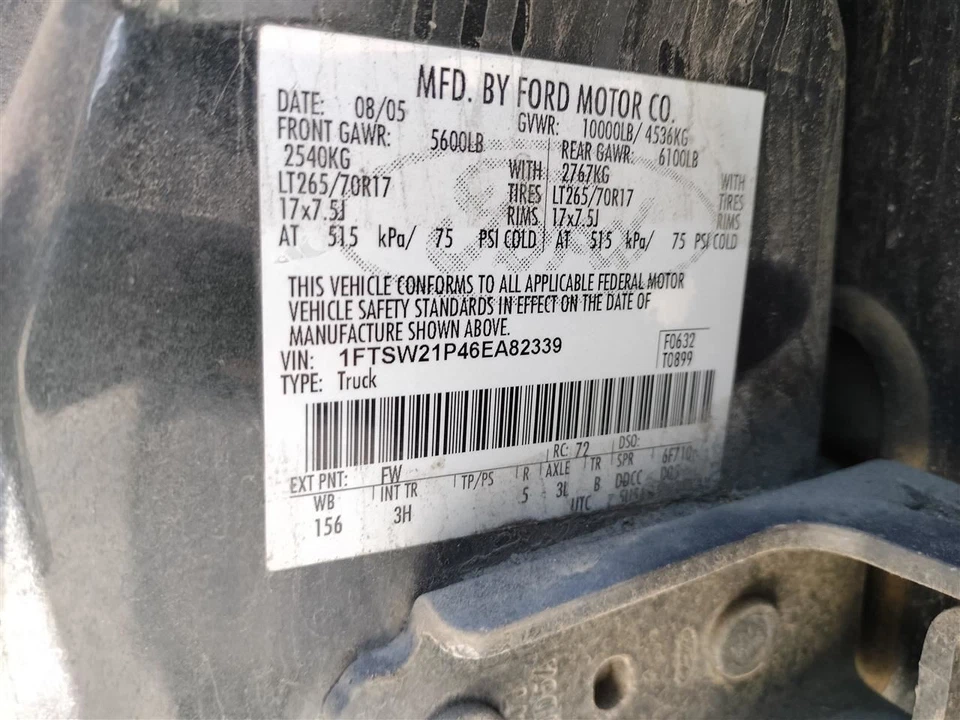 MFD. BY FORD MOTOR CO.
DATE: 08/05 GVWR: 10000LB/ 4536KG
FRONT GAWR: 5600LB REAR GAWR: 6100LB
2540KG WITH 2767KG WITH
LT265/70R17 TIRES LT265/70R17 TIRES
17x7.5J RIMS 17x7.5J RIMS
AT 515 kPa/ 75 PSI COLD AT 515 kPa/ 75 PSI COLD
THIS VEHICLE CONFORMS TO ALL APPLICABLE FEDERAL MOTOR
VEHICLE SAFETY STANDARDS IN EFFECT ON THE DATE OF
MANUFACTURE SHOWN ABOVE.
VIN: 1FTSW21P46EA82339 F0632
TYPE: Truck T0899
EXT PNT: FW RC: 72 DSO:
WB INT TR TP/PS R AXLE TR SPR
156 3H 5 3L B DDCC
UTC